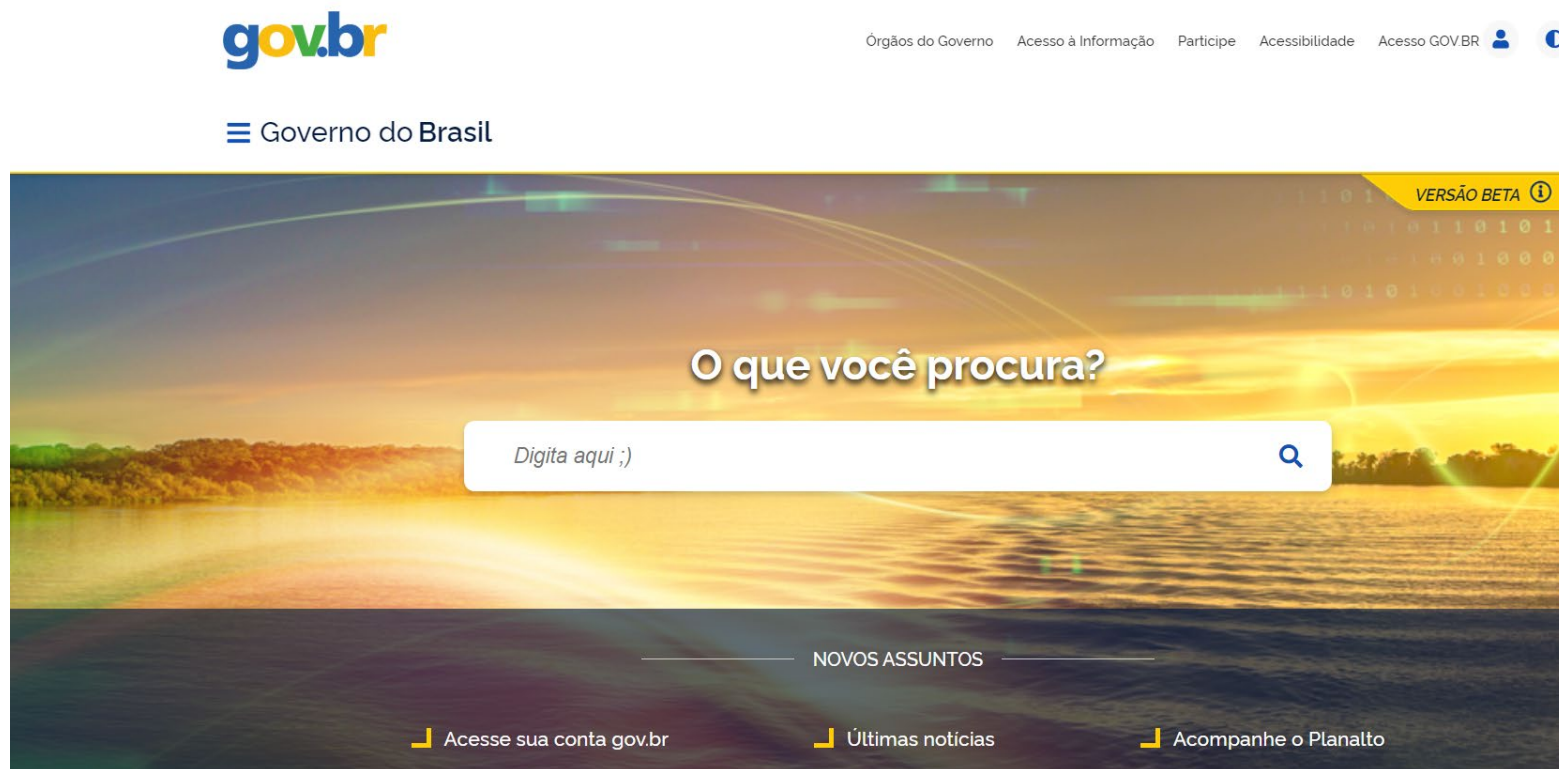 gov.br
Órgãos do Governo Acesso à Informação Participe Acessibilidade Acesso GOV.BR
Governo do Brasil
VERSÃO BETA
O que você procura?
Digita aqui ;)
NOVOS ASSUNTOS
Acesse sua conta gov.br Últimas notícias Acompanhe o Planalto